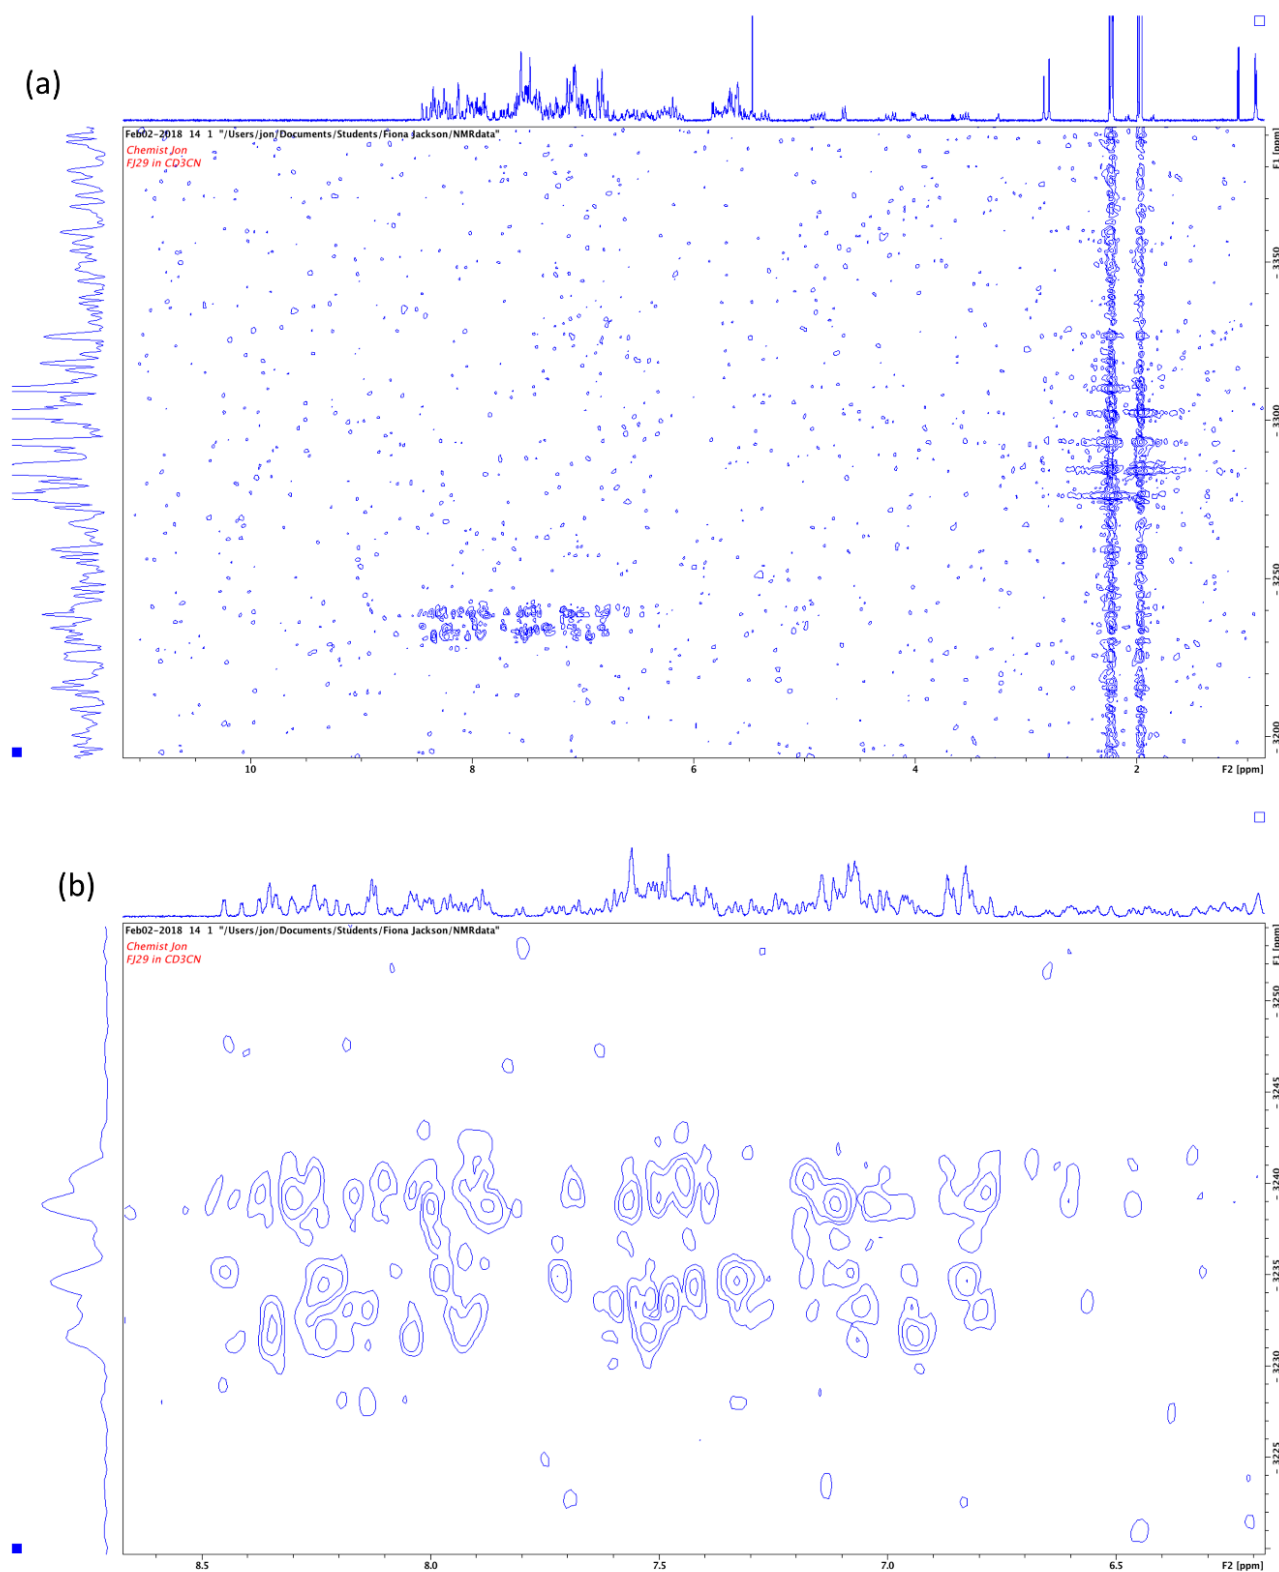 (a)
Feb02-2018 14 1 "/Users/jon/Documents/Students/Fiona Jackson/NMRdata"
Chemist Jon
FJ29 in CD3CN
F1 [ppm]
3350
3300
3250
3200
10
8
6
4
2
F2 [ppm]
(b)
Feb02-2018 14 1 "/Users/jon/Documents/Students/Fiona Jackson/NMRdata"
Chemist Jon
FJ29 in CD3CN
F1 [ppm]
3250
3245
3240
3235
3230
3225
8.5
8.0
7.5
7.0
6.5
F2 [ppm]